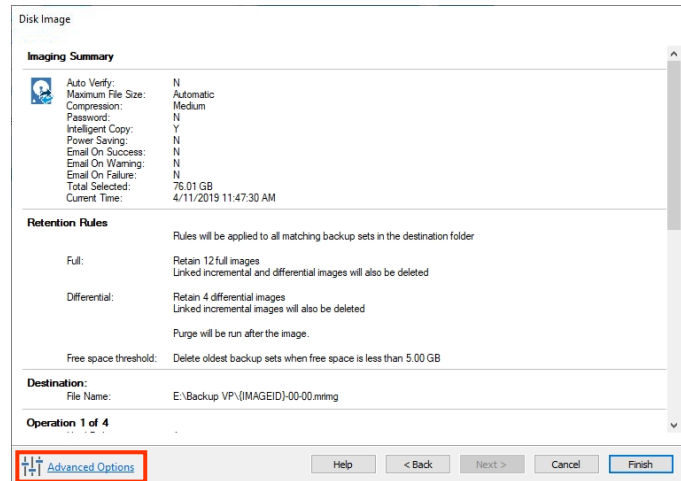 Disk Image
Imaging Summary
Auto Verify: N
Maximum File Size: Automatic
Compression: Medium
Password: N
Intelligent Copy: Y
Power Saving: N
Email On Success: N
Email On Warning: N
Email On Failure: N
Total Selected: 76.01 GB
Current Time: 4/11/2019 11:47:30 AM
Retention Rules
Rules will be applied to all matching backup sets in the destination folder
Full: Retain 12 full images
Linked incremental and differential images will also be deleted
Differential: Retain 4 differential images
Linked incremental images will also be deleted
Purge will be run after the image.
Free space threshold: Delete oldest backup sets when free space is less than 5.00 GB
Destination:
File Name: E:\Backup VP\{IMAGEID}-00-00.mrimg
Operation 1 of 4
Advanced Options Help < Back Next > Cancel Finish